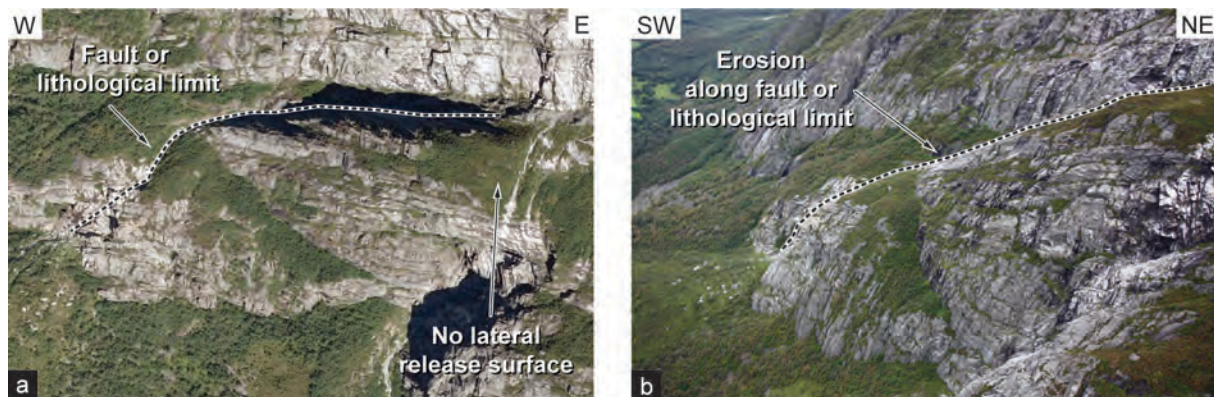 W
E
Fault or
lithological limit
No lateral
release surface
a
SW
NE
Erosion
along fault or
lithological limit
b